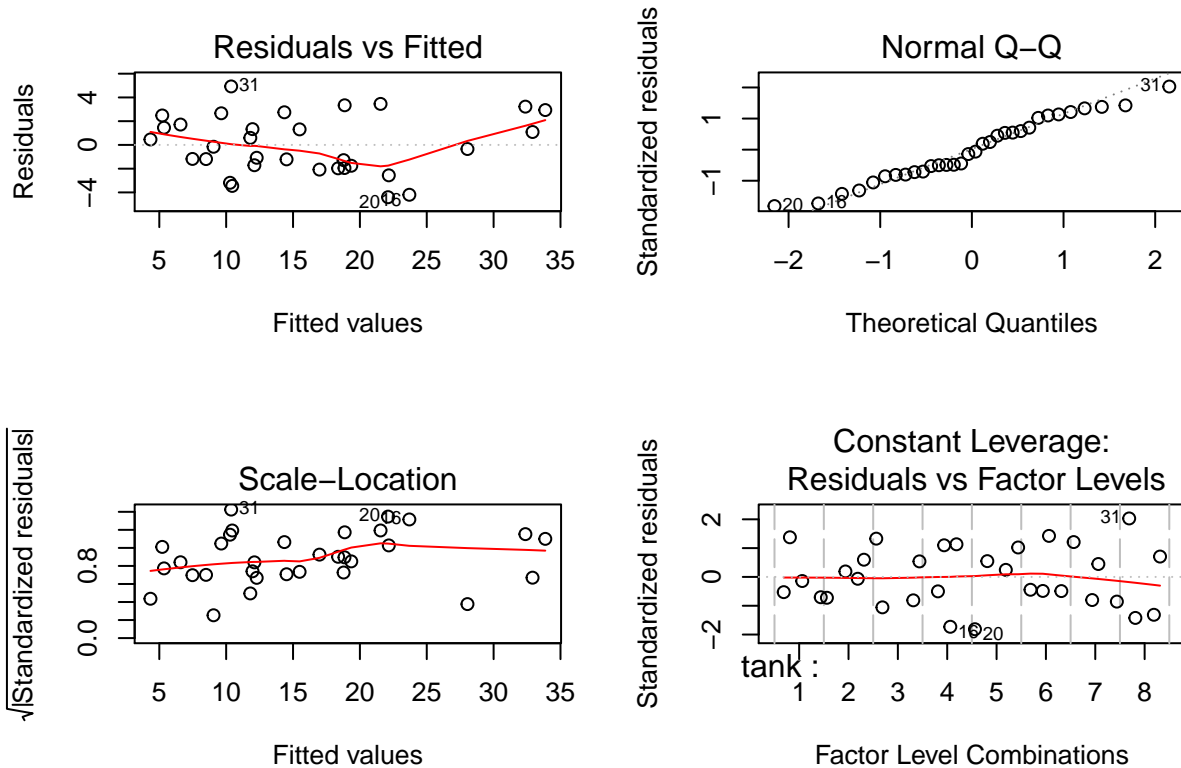 Residuals vs Fitted
Residuals
4
0
−4
31
2016
5 10 15 20 25 30 35
Fitted values
Normal Q−Q
Standardized residuals
1
−1
31
20
16
−2 −1 0 1 2
Theoretical Quantiles
Scale−Location
√|Standardized residuals|
0.8
0.0
31
2016
5 10 15 20 25 30 35
Fitted values
Constant Leverage:
Residuals vs Factor Levels
Standardized residuals
2
0
−2
31
16
20
tank :
1 2 3 4 5 6 7 8
Factor Level Combinations